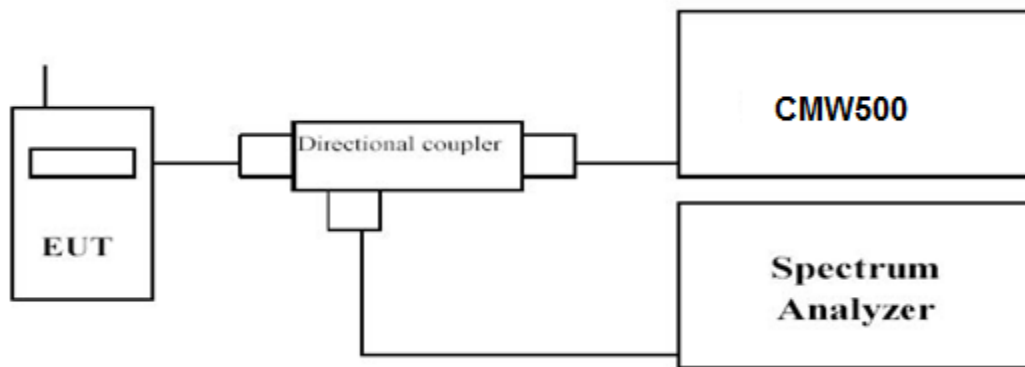 CMW500
Directional coupler
EUT
Spectrum
Analyzer